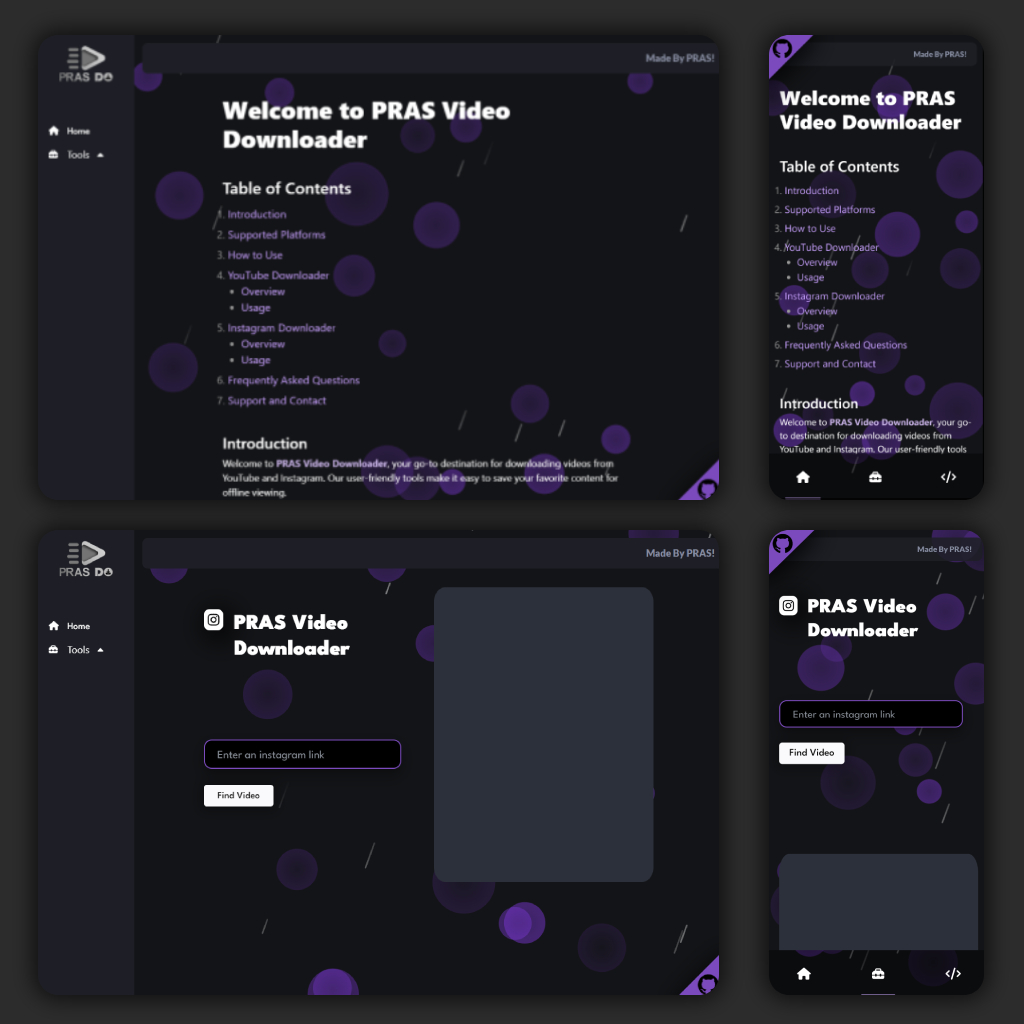 PRAS DO
Home
Tools
Made By PRAS!
Welcome to PRAS Video
Downloader
Table of Contents
1. Introduction
2. Supported Platforms
3. How to Use
4. YouTube Downloader
• Overview
• Usage
5. Instagram Downloader
• Overview
• Usage
6. Frequently Asked Questions
7. Support and Contact
Introduction
Welcome to PRAS Video Downloader, your go-to destination for downloading videos from
YouTube and Instagram. Our user-friendly tools make it easy to save your favorite content for
offline viewing.
Made By PRAS!
Welcome to PRAS
Video Downloader
Table of Contents
1. Introduction
2. Supported Platforms
3. How to Use
4. YouTube Downloader
• Overview
• Usage
5. Instagram Downloader
• Overview
• Usage
6. Frequently Asked Questions
7. Support and Contact
Introduction
Welcome to PRAS Video Downloader, your go-
to destination for downloading videos from
YouTube and Instagram. Our user-friendly tools
PRAS DO
Home
Tools
Made By PRAS!
PRAS Video
Downloader
Enter an instagram link
Find Video
Made By PRAS!
PRAS Video
Downloader
Enter an instagram link
Find Video